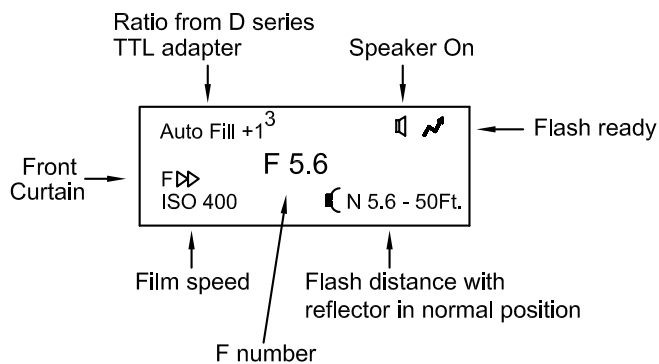 Ratio from D series
TTL adapter
Speaker On
Auto Fill +1³
Flash ready
F 5.6
Front
Curtain
F
ISO 400
N 5.6 - 50Ft.
Film speed
Flash distance with
reflector in normal position
F number